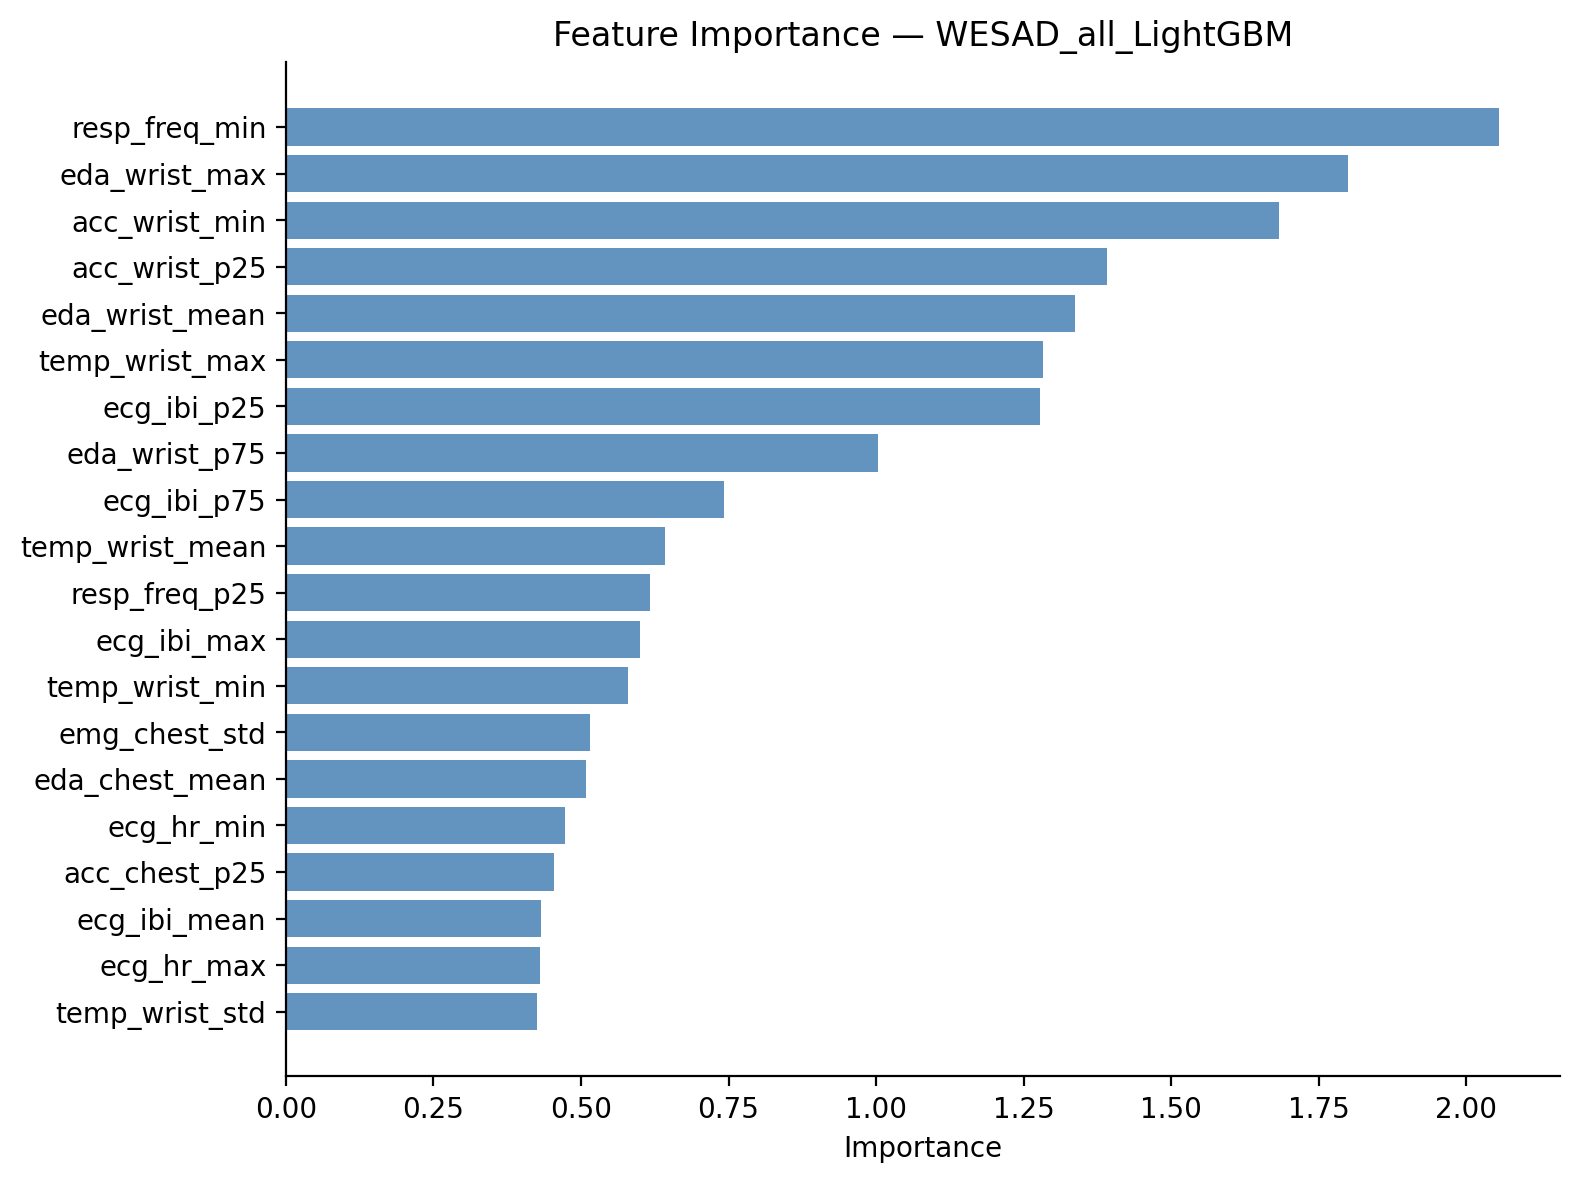 Feature Importance — WESAD_all_LightGBM
resp_freq_min
eda_wrist_max
acc_wrist_min
acc_wrist_p25
eda_wrist_mean
temp_wrist_max
ecg_ibi_p25
eda_wrist_p75
ecg_ibi_p75
temp_wrist_mean
resp_freq_p25
ecg_ibi_max
temp_wrist_min
emg_chest_std
eda_chest_mean
ecg_hr_min
acc_chest_p25
ecg_ibi_mean
ecg_hr_max
temp_wrist_std
0.00 0.25 0.50 0.75 1.00 1.25 1.50 1.75 2.00
Importance